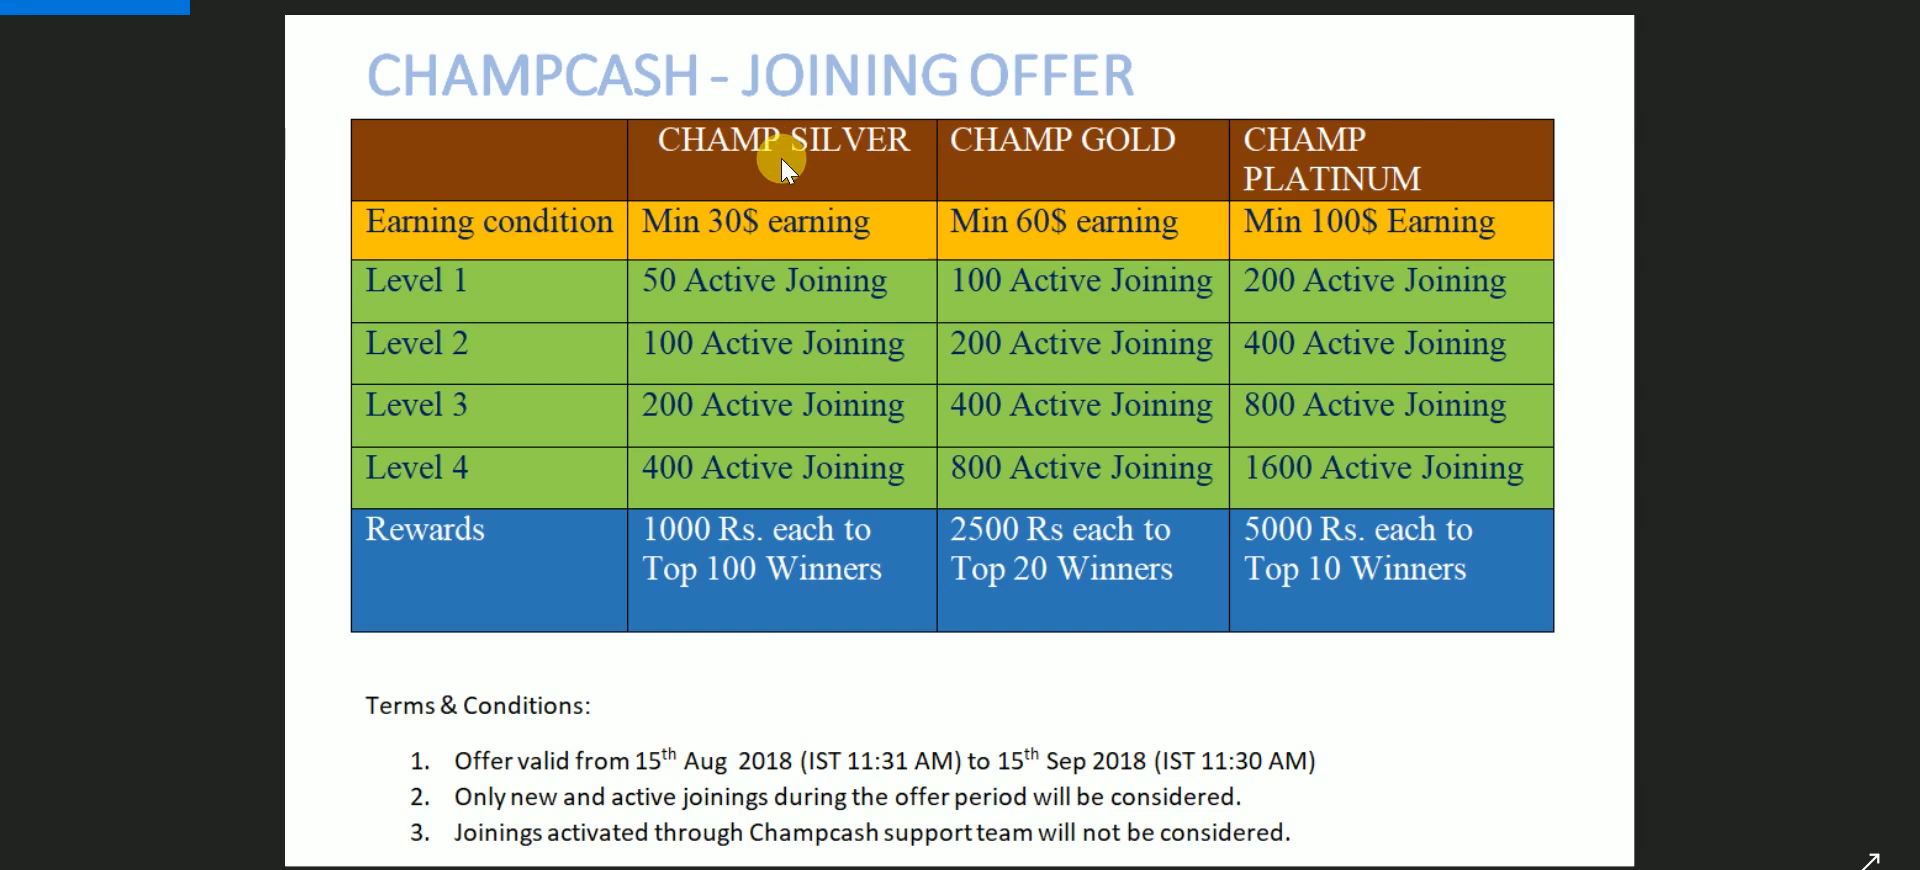 CHAMPCASH - JOINING OFFER
CHAMP SILVER CHAMP GOLD CHAMP
PLATINUM
Earning condition Min 30$ earning Min 60$ earning Min 100$ Earning
Level 1 50 Active Joining 100 Active Joining 200 Active Joining
Level 2 100 Active Joining 200 Active Joining 400 Active Joining
Level 3 200 Active Joining 400 Active Joining 800 Active Joining
Level 4 400 Active Joining 800 Active Joining 1600 Active Joining
Rewards 1000 Rs. each to 2500 Rs each to 5000 Rs. each to
Top 100 Winners Top 20 Winners Top 10 Winners
Terms & Conditions:
1. Offer valid from 15th Aug 2018 (IST 11:31 AM) to 15th Sep 2018 (IST 11:30 AM)
2. Only new and active joinings during the offer period will be considered.
3. Joinings activated through Champcash support team will not be considered.